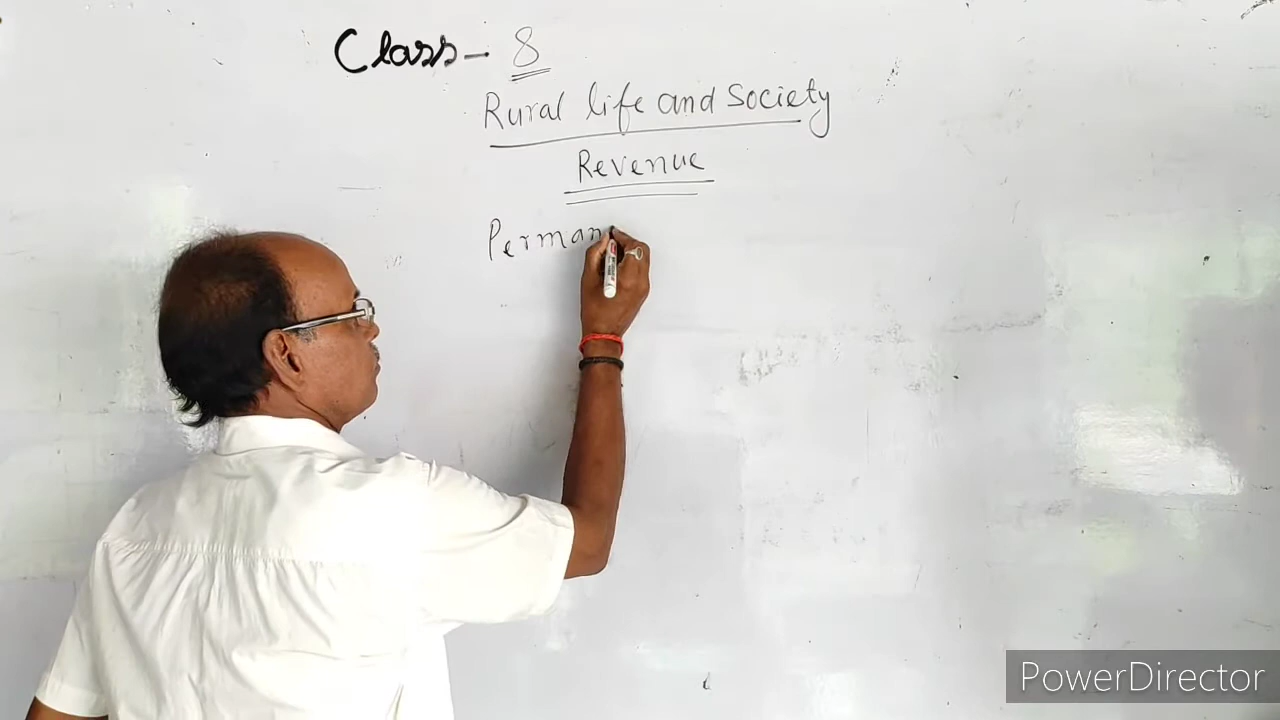 Class - 8
Rural life and Society
Revenue
Perman
PowerDirector